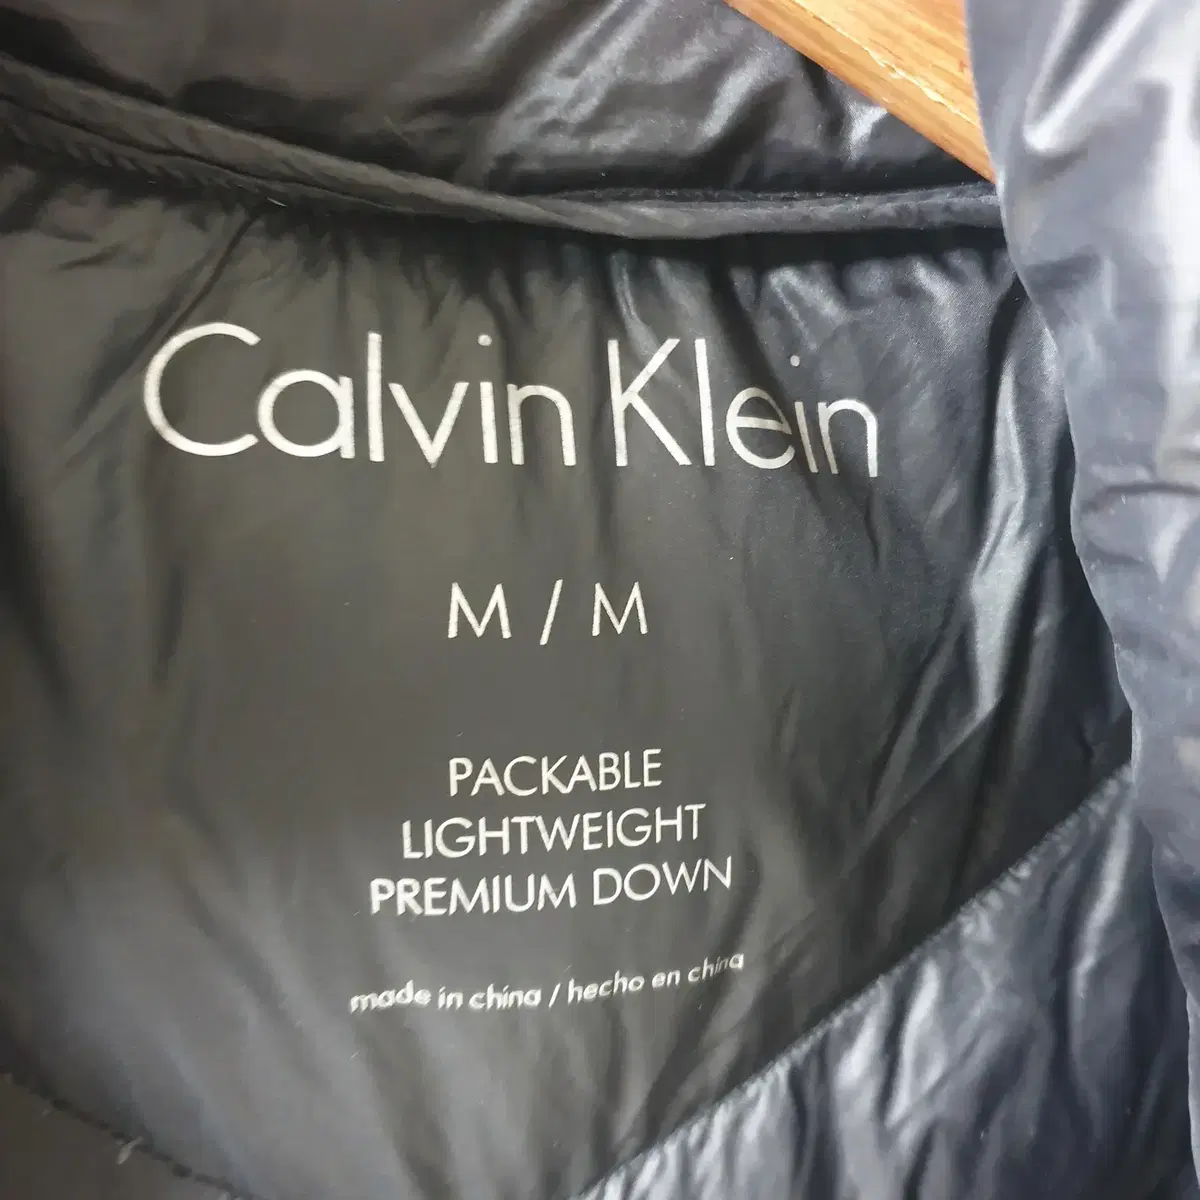 Calvin Klein
M / M
PACKABLE
LIGHTWEIGHT
PREMIUM DOWN
made in china / hecho en china